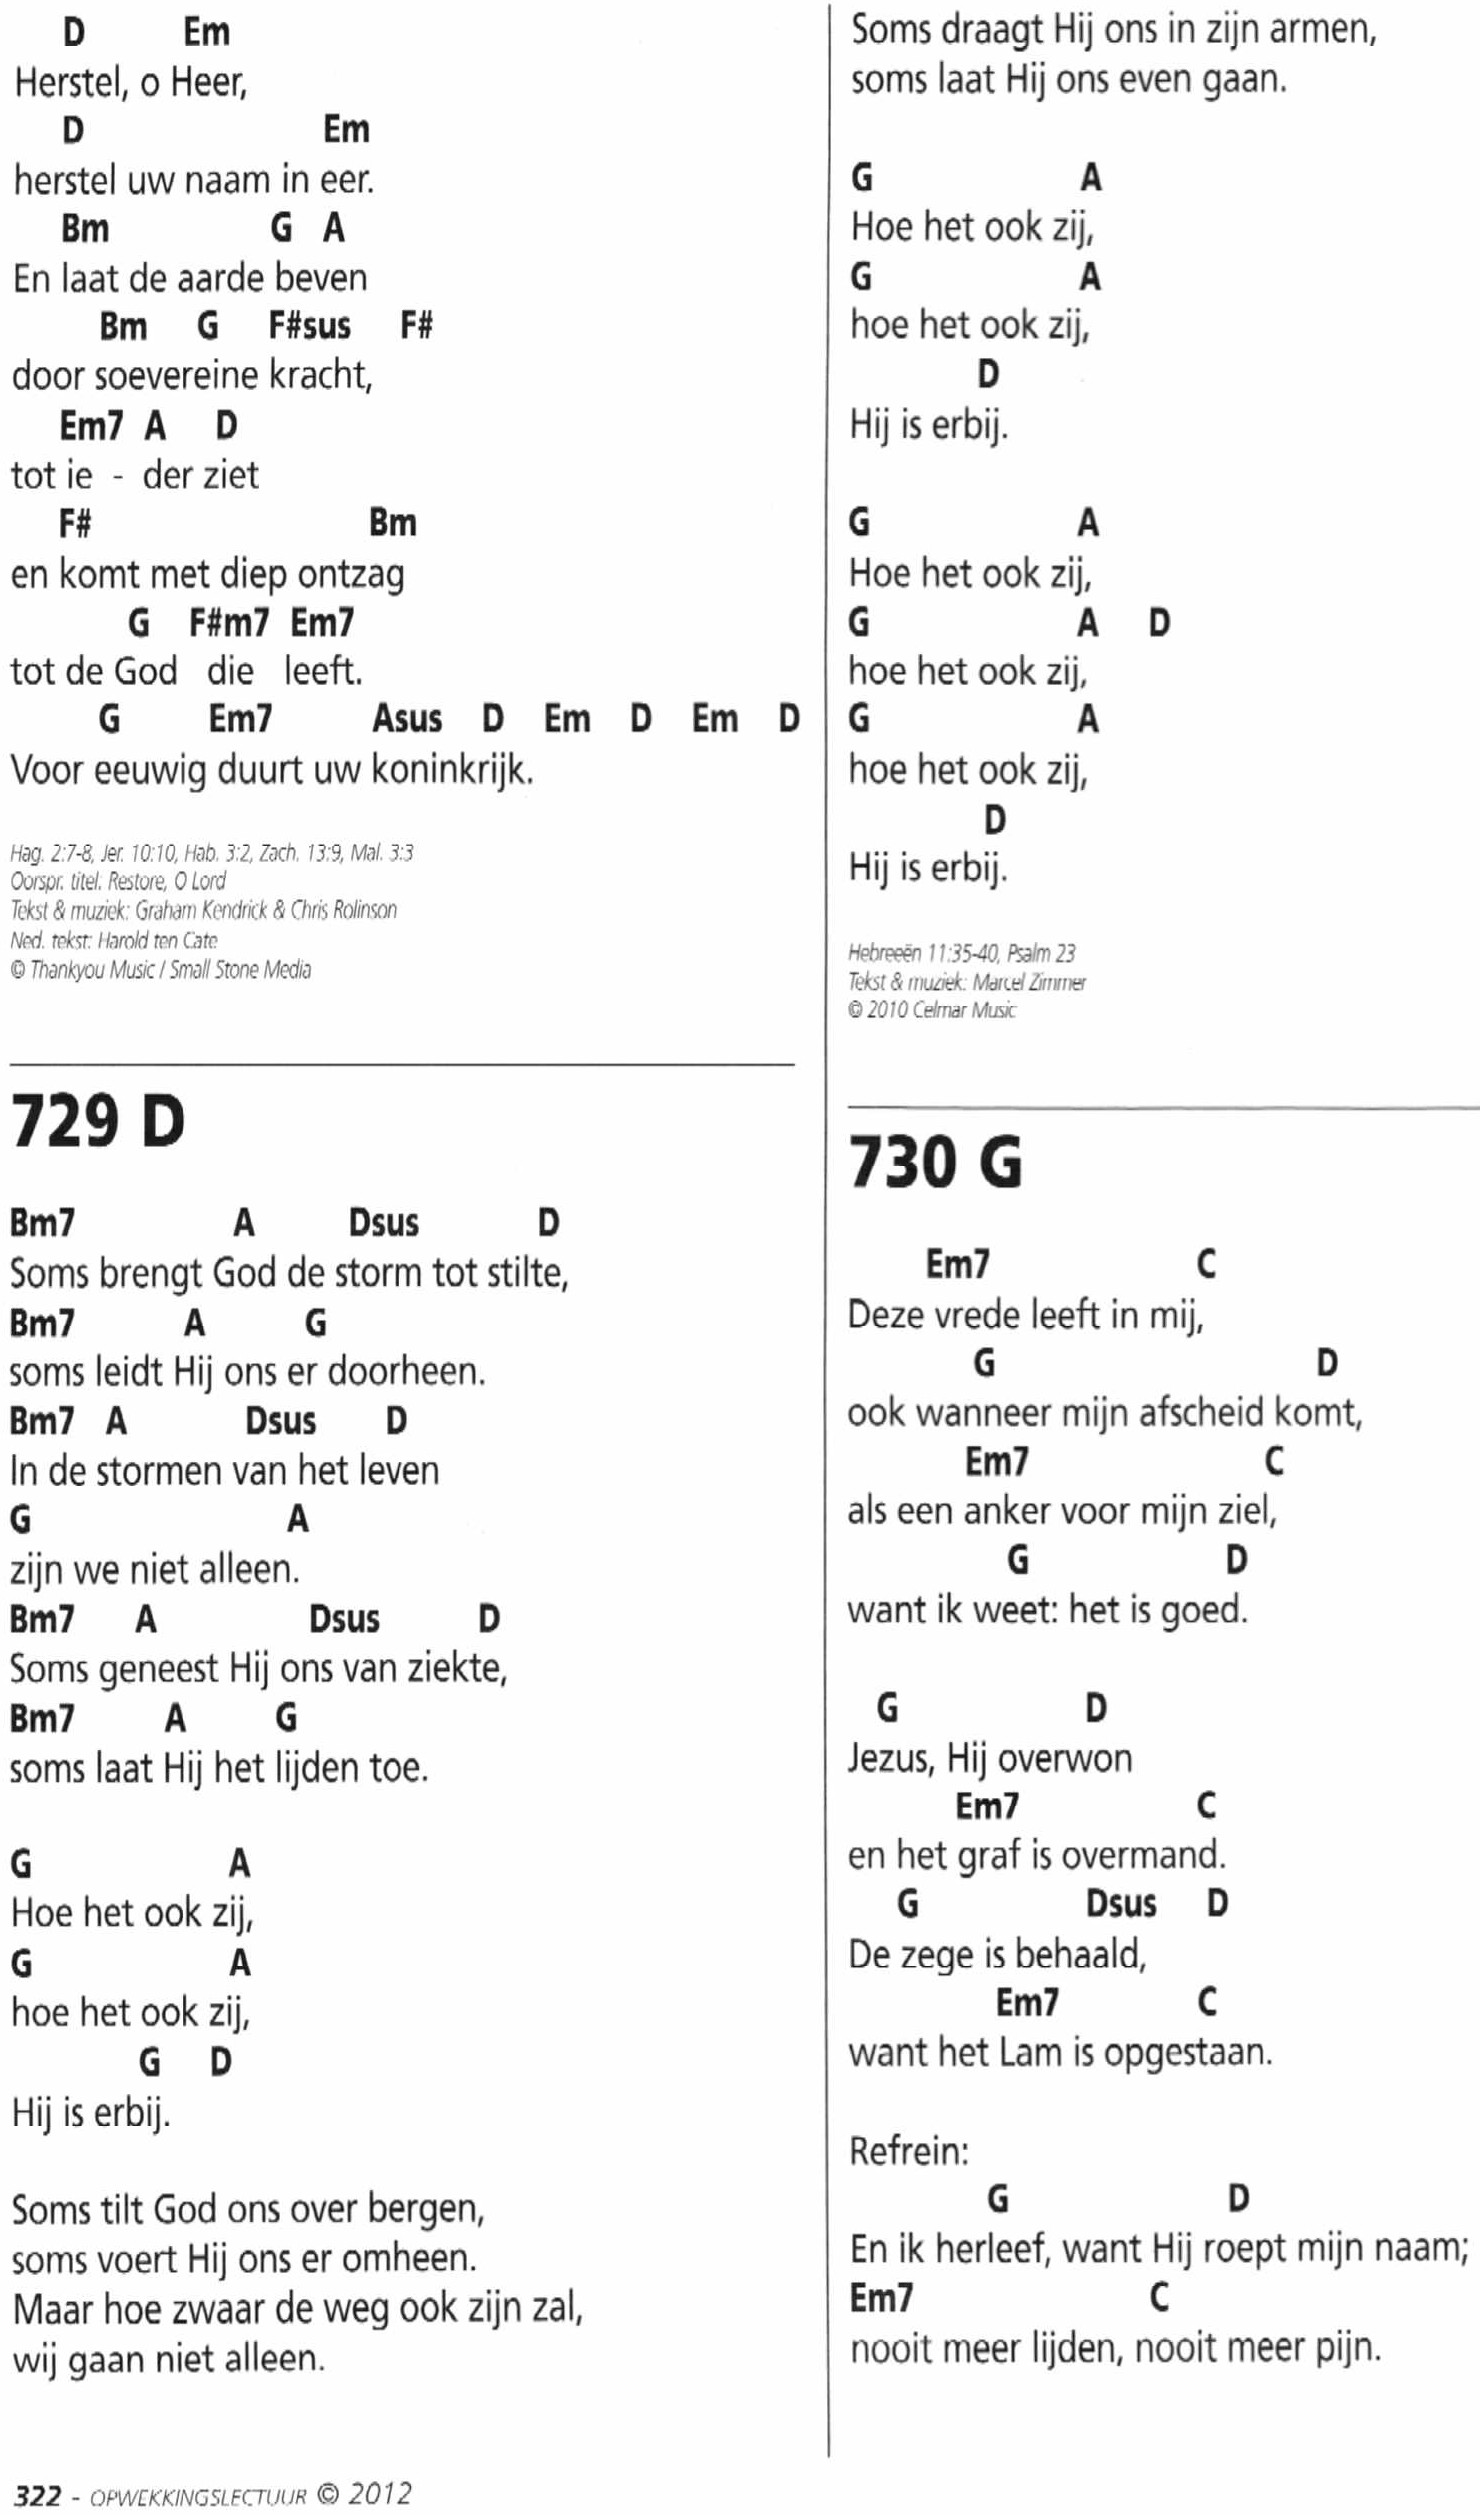 D Em
Herstel, o Heer,
D Em
herstel uw naam in eer.
Bm G A
En laat de aarde beven
Bm G F#sus F#
door soevereine kracht,
Em7 A D
tot ie - der ziet
F# Bm
en komt met diep ontzag
G F#m7 Em7
tot de God die leeft.
G Em7 Asus D Em D Em D
Voor eeuwig duurt uw koninkrijk.
Hag. 2:7-8, Jer. 10:10, Hab. 3:2, Zach. 13:9, Mal. 3:3
Oorspr. titel: Restore, O Lord
Tekst & muziek: Graham Kendrick & Chris Rolinson
Ned. tekst: Harold ten Cate
© Thankyou Music / Small Stone Media
729 D
Bm7 A Dsus D
Soms brengt God de storm tot stilte,
Bm7 A G
soms leidt Hij ons er doorheen.
Bm7 A Dsus D
In de stormen van het leven
G A
zijn we niet alleen.
Bm7 A Dsus D
Soms geneest Hij ons van ziekte,
Bm7 A G
soms laat Hij het lijden toe.
G A
Hoe het ook zij,
G A
hoe het ook zij,
G D
Hij is erbij.
Soms tilt God ons over bergen,
soms voert Hij ons er omheen.
Maar hoe zwaar de weg ook zijn zal,
wij gaan niet alleen.
Soms draagt Hij ons in zijn armen,
soms laat Hij ons even gaan.
G A
Hoe het ook zij,
G A
hoe het ook zij,
D
Hij is erbij.
G A
Hoe het ook zij,
G A D
hoe het ook zij,
G A
hoe het ook zij,
D
Hij is erbij.
Hebreeën 11:35-40, Psalm 23
Tekst & muziek: Marcel Zimmer
© 2010 Celmar Music
730 G
Em7 C
Deze vrede leeft in mij,
G D
ook wanneer mijn afscheid komt,
Em7 C
als een anker voor mijn ziel,
G D
want ik weet: het is goed.
G D
Jezus, Hij overwon
Em7 C
en het graf is overmand.
G Dsus D
De zege is behaald,
Em7 C
want het Lam is opgestaan.
Refrein:
G D
En ik herleef, want Hij roept mijn naam;
Em7 C
nooit meer lijden, nooit meer pijn.
322 - OPWEKKINGSLECTUUR © 2012